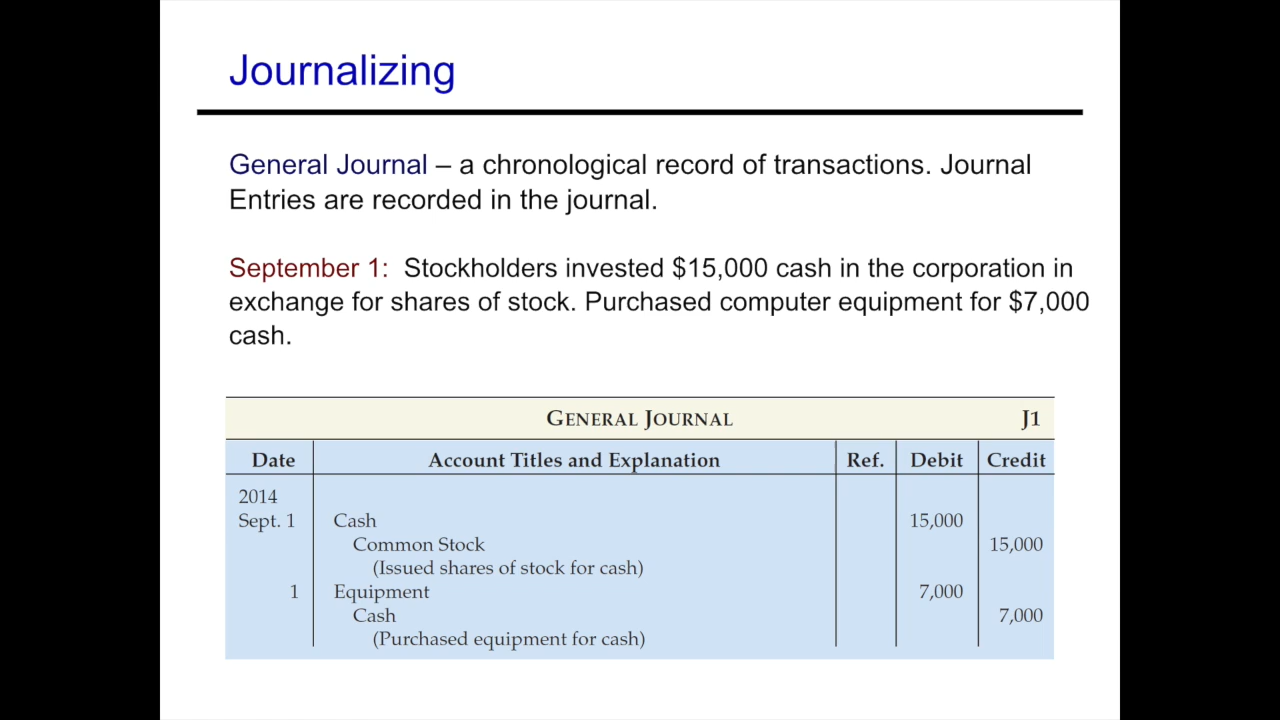 Journalizing
General Journal – a chronological record of transactions. Journal
Entries are recorded in the journal.
September 1: Stockholders invested $15,000 cash in the corporation in
exchange for shares of stock. Purchased computer equipment for $7,000
cash.
GENERAL JOURNAL J1
Date Account Titles and Explanation Ref. Debit Credit
2014
Sept. 1 Cash 15,000
Common Stock 15,000
(Issued shares of stock for cash)
1 Equipment 7,000
Cash 7,000
(Purchased equipment for cash)